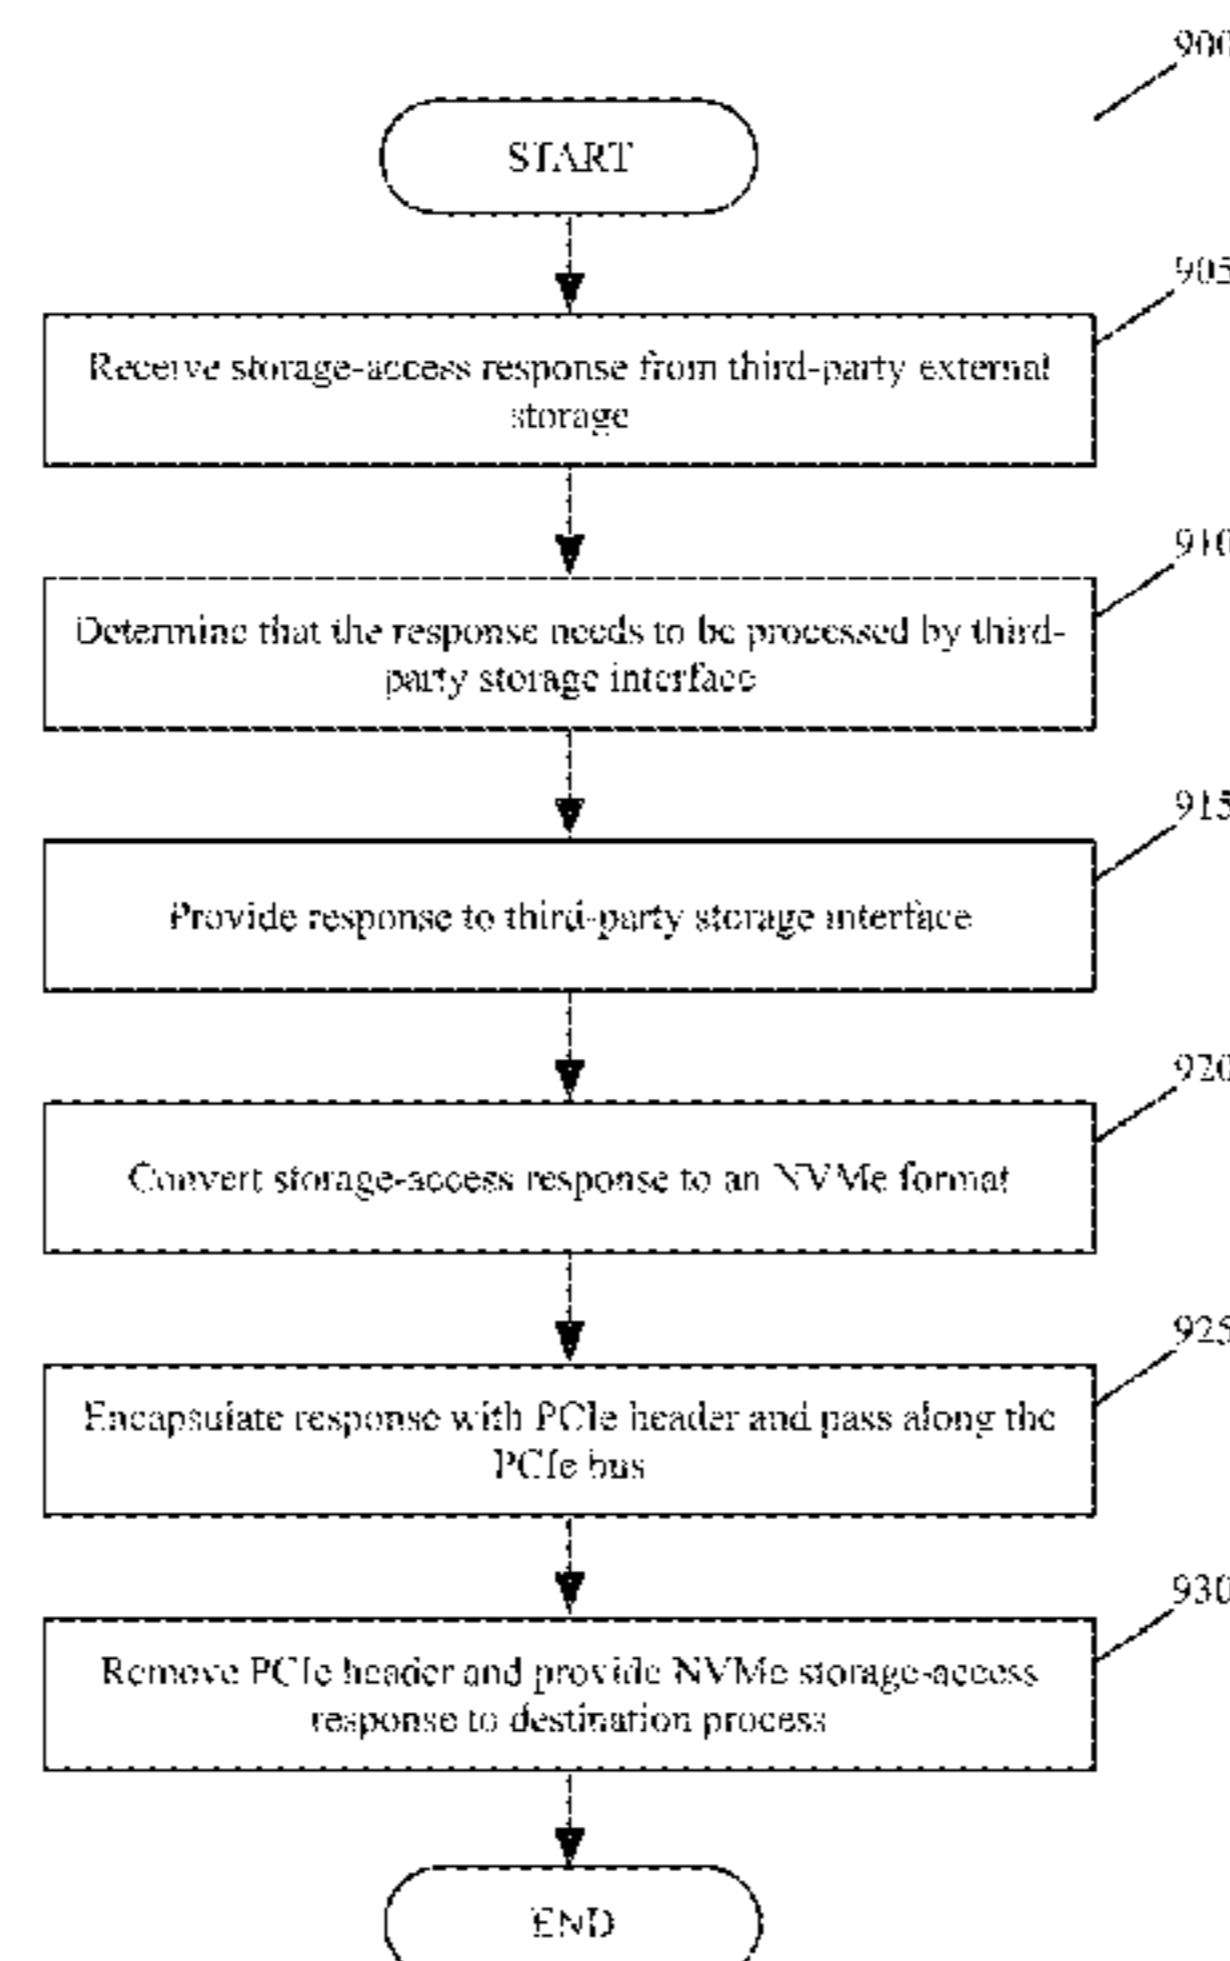 900
START
905
Receive storage-access response from third-party external
storage
910
Determine that the response needs to be processed by third-
party storage interface
915
Provide response to third-party storage interface
920
Convert storage-access response to an NVMe format
925
Encapsulate response with PCIe header and pass along the
PCIe bus
930
Remove PCIe header and provide NVMe storage-access
response to destination process
END